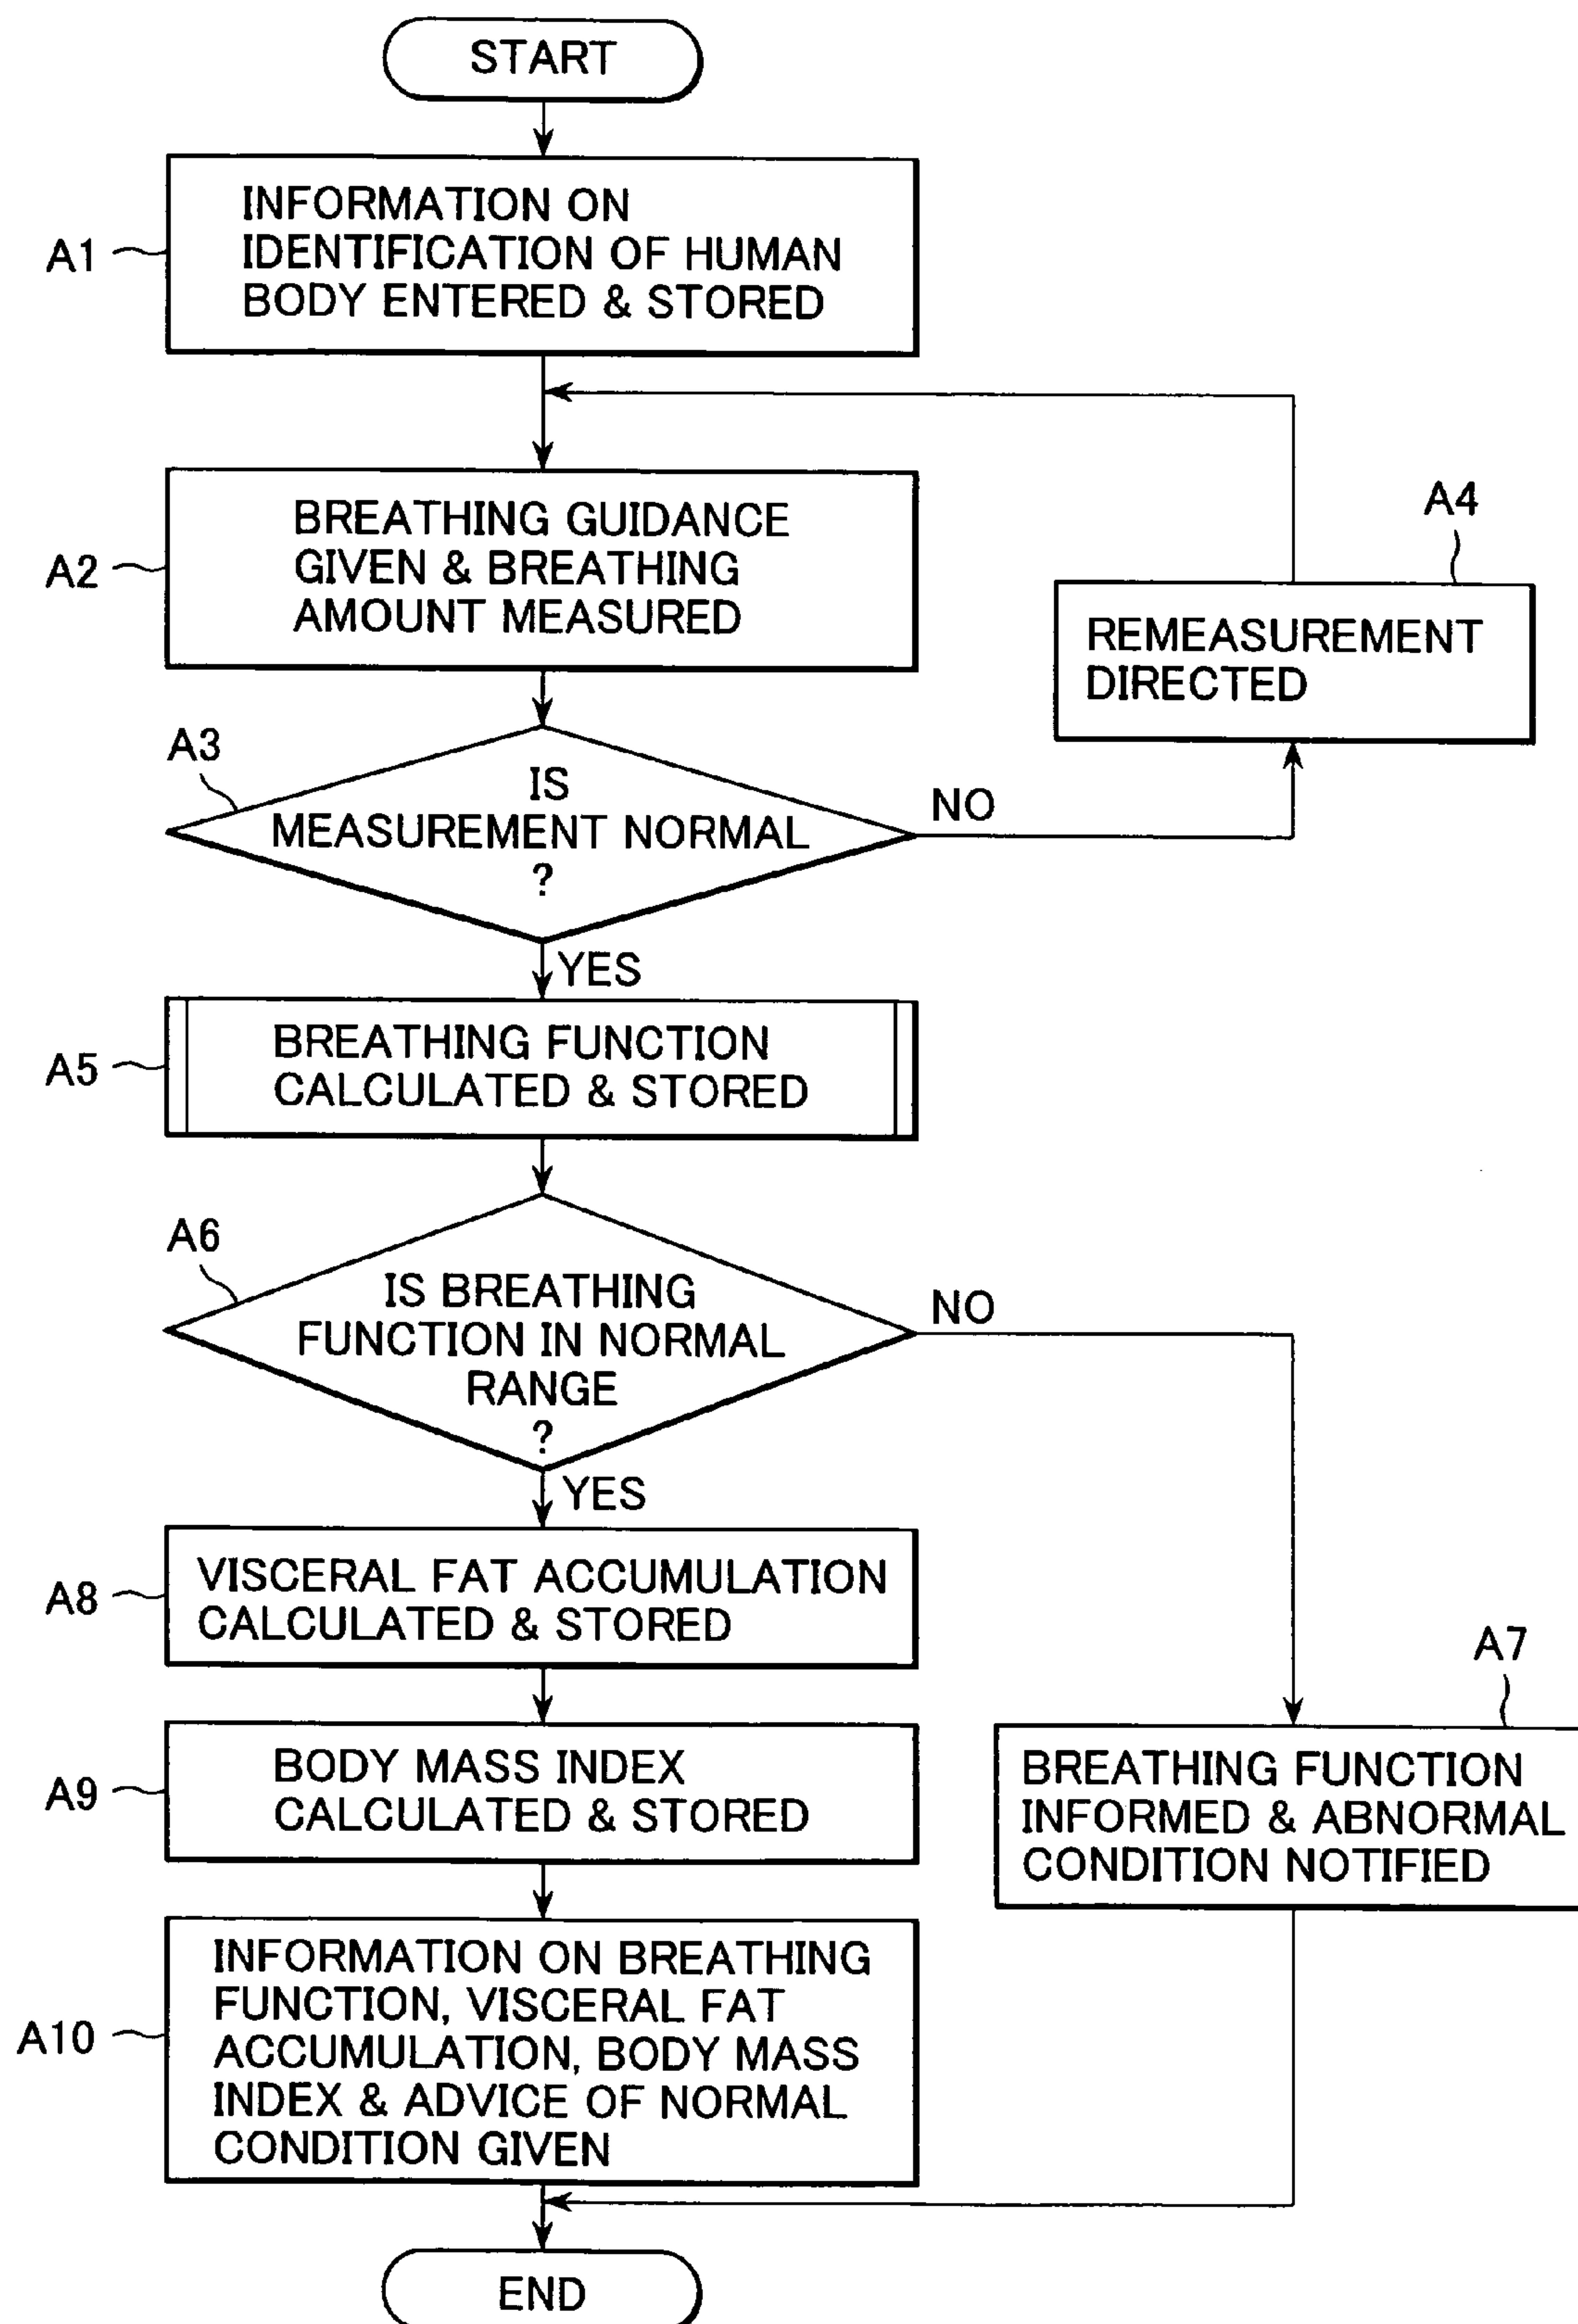 START
A1
INFORMATION ON
IDENTIFICATION OF HUMAN
BODY ENTERED & STORED
A2
BREATHING GUIDANCE
GIVEN & BREATHING
AMOUNT MEASURED
A4
REMEASUREMENT
DIRECTED
A3
IS
MEASUREMENT NORMAL
?
NO
YES
A5
BREATHING FUNCTION
CALCULATED & STORED
A6
IS BREATHING
FUNCTION IN NORMAL
RANGE
?
NO
YES
A8
VISCERAL FAT ACCUMULATION
CALCULATED & STORED
A7
BREATHING FUNCTION
INFORMED & ABNORMAL
CONDITION NOTIFIED
A9
BODY MASS INDEX
CALCULATED & STORED
A10
INFORMATION ON BREATHING
FUNCTION, VISCERAL FAT
ACCUMULATION, BODY MASS
INDEX & ADVICE OF NORMAL
CONDITION GIVEN
END